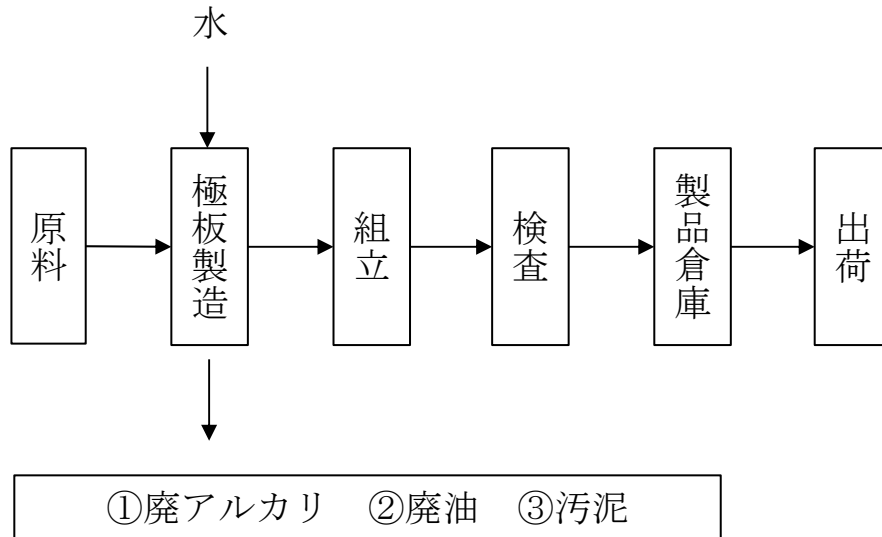 水
原料
極板製造
組立
検査
製品倉庫
出荷
①廃アルカリ ②廃油 ③汚泥